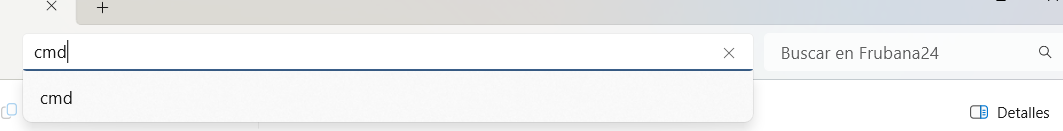 cmd
Buscar en Frubana24
cmd
Detalles